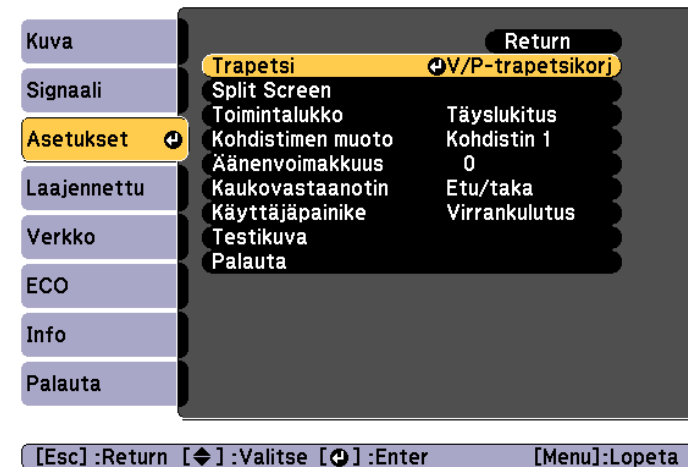 Kuva
Signaali
Asetukset
Laajennettu
Verkko
ECO
Info
Palauta
Return
Trapetsi V/P-trapetsikorj
Split Screen
Toimintalukko Täyslukitus
Kohdistimen muoto Kohdistin 1
Äänenvoimakkuus 0
Kaukovastaanotin Etu/taka
Käyttäjäpainike Virrankulutus
Testikuva
Palauta
[Esc] :Return [◆] :Valitse [⏎] :Enter [Menu]:Lopeta